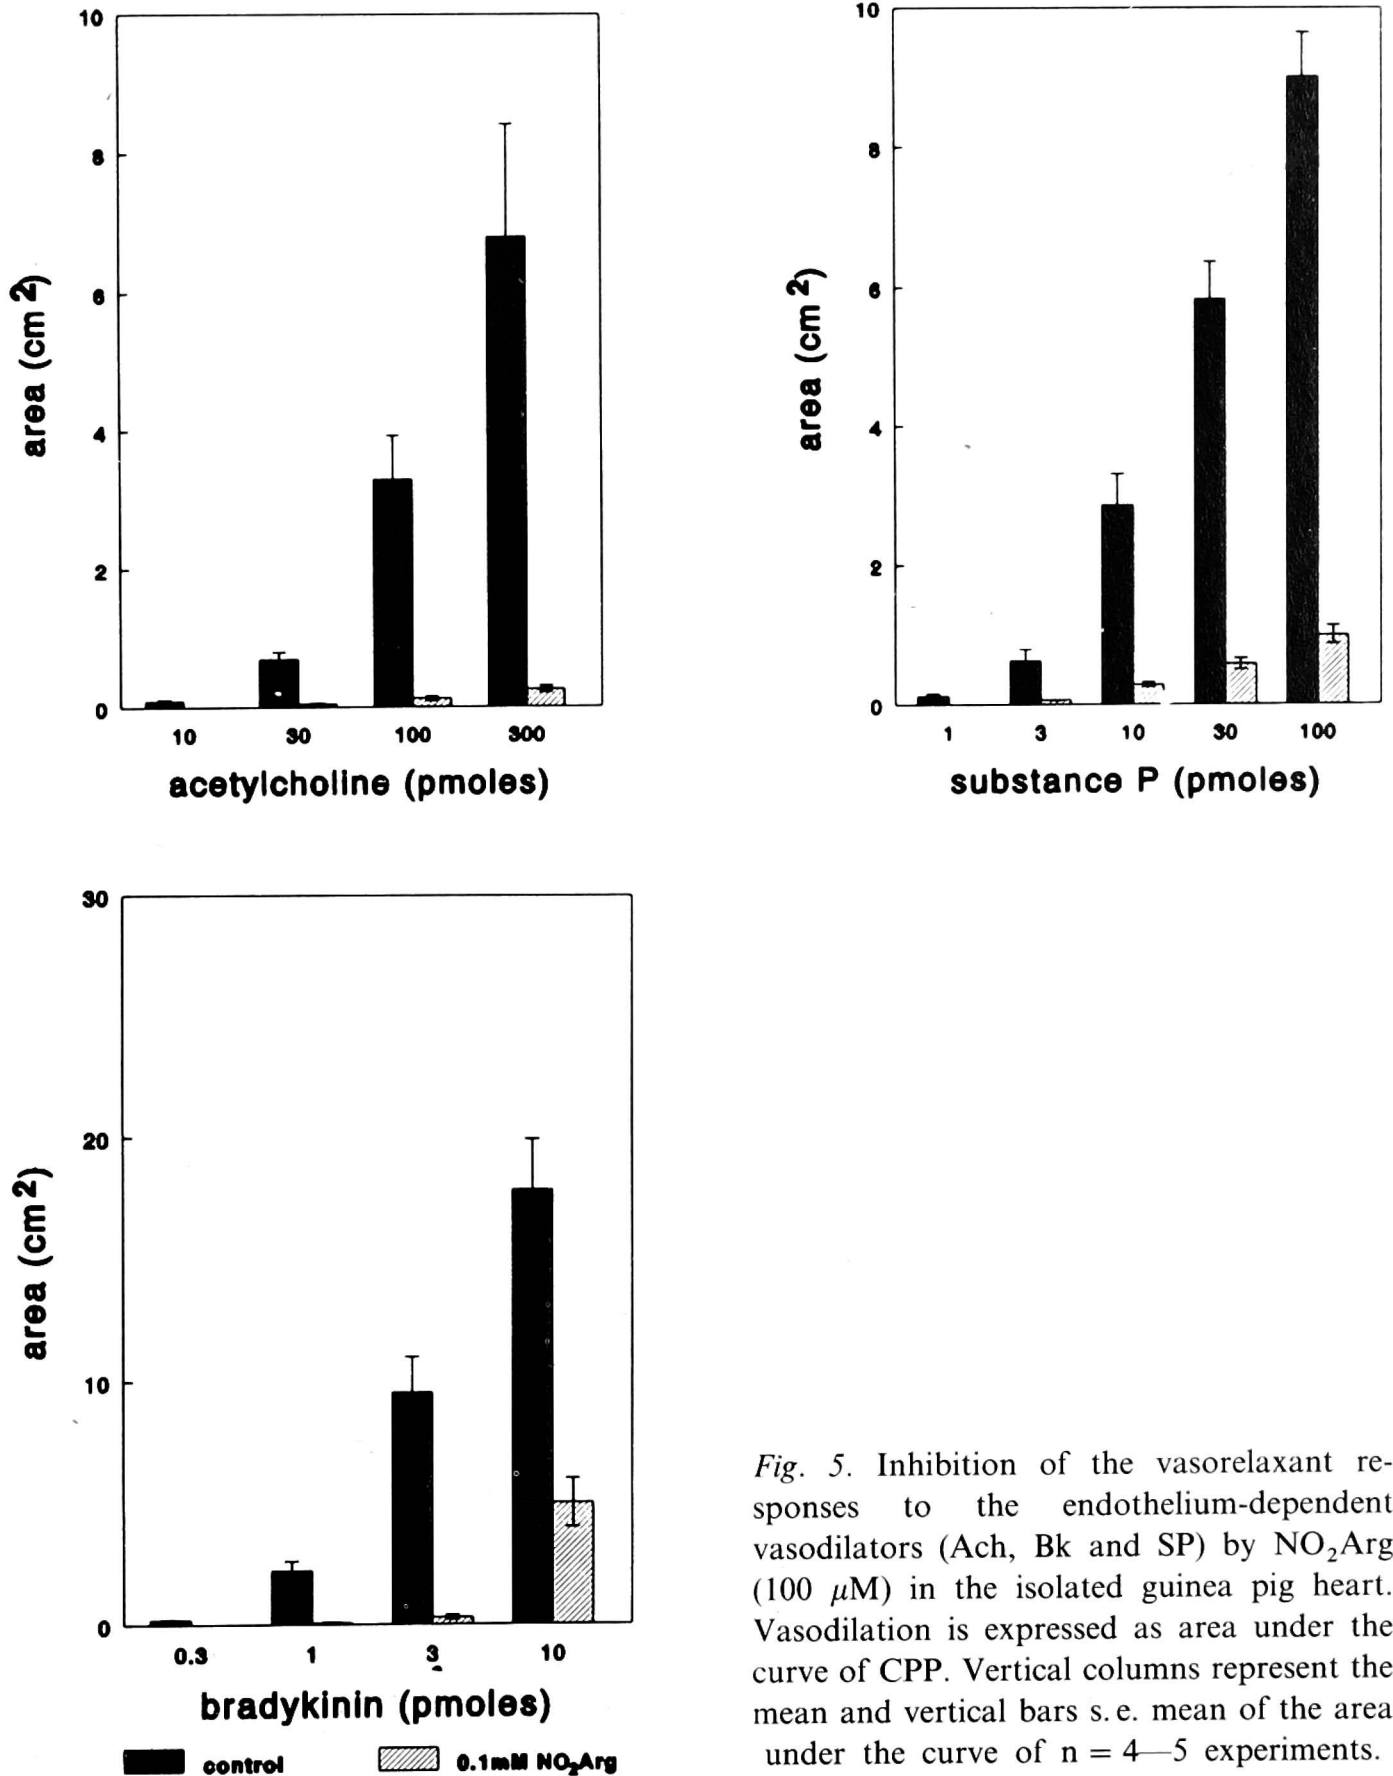 10
8
6
4
2
0
area (cm²)
10 30 100 300
acetylcholine (pmoles)
10
8
6
4
2
0
area (cm²)
1 3 10 30 100
substance P (pmoles)
30
20
10
0
area (cm²)
0.3 1 3 10
bradykinin (pmoles)
control 0.1mM NO₂Arg
Fig. 5. Inhibition of the vasorelaxant re-
sponses to the endothelium-dependent
vasodilators (Ach, Bk and SP) by NO₂Arg
(100 μM) in the isolated guinea pig heart.
Vasodilation is expressed as area under the
curve of CPP. Vertical columns represent the
mean and vertical bars s. e. mean of the area
under the curve of n = 4—5 experiments.